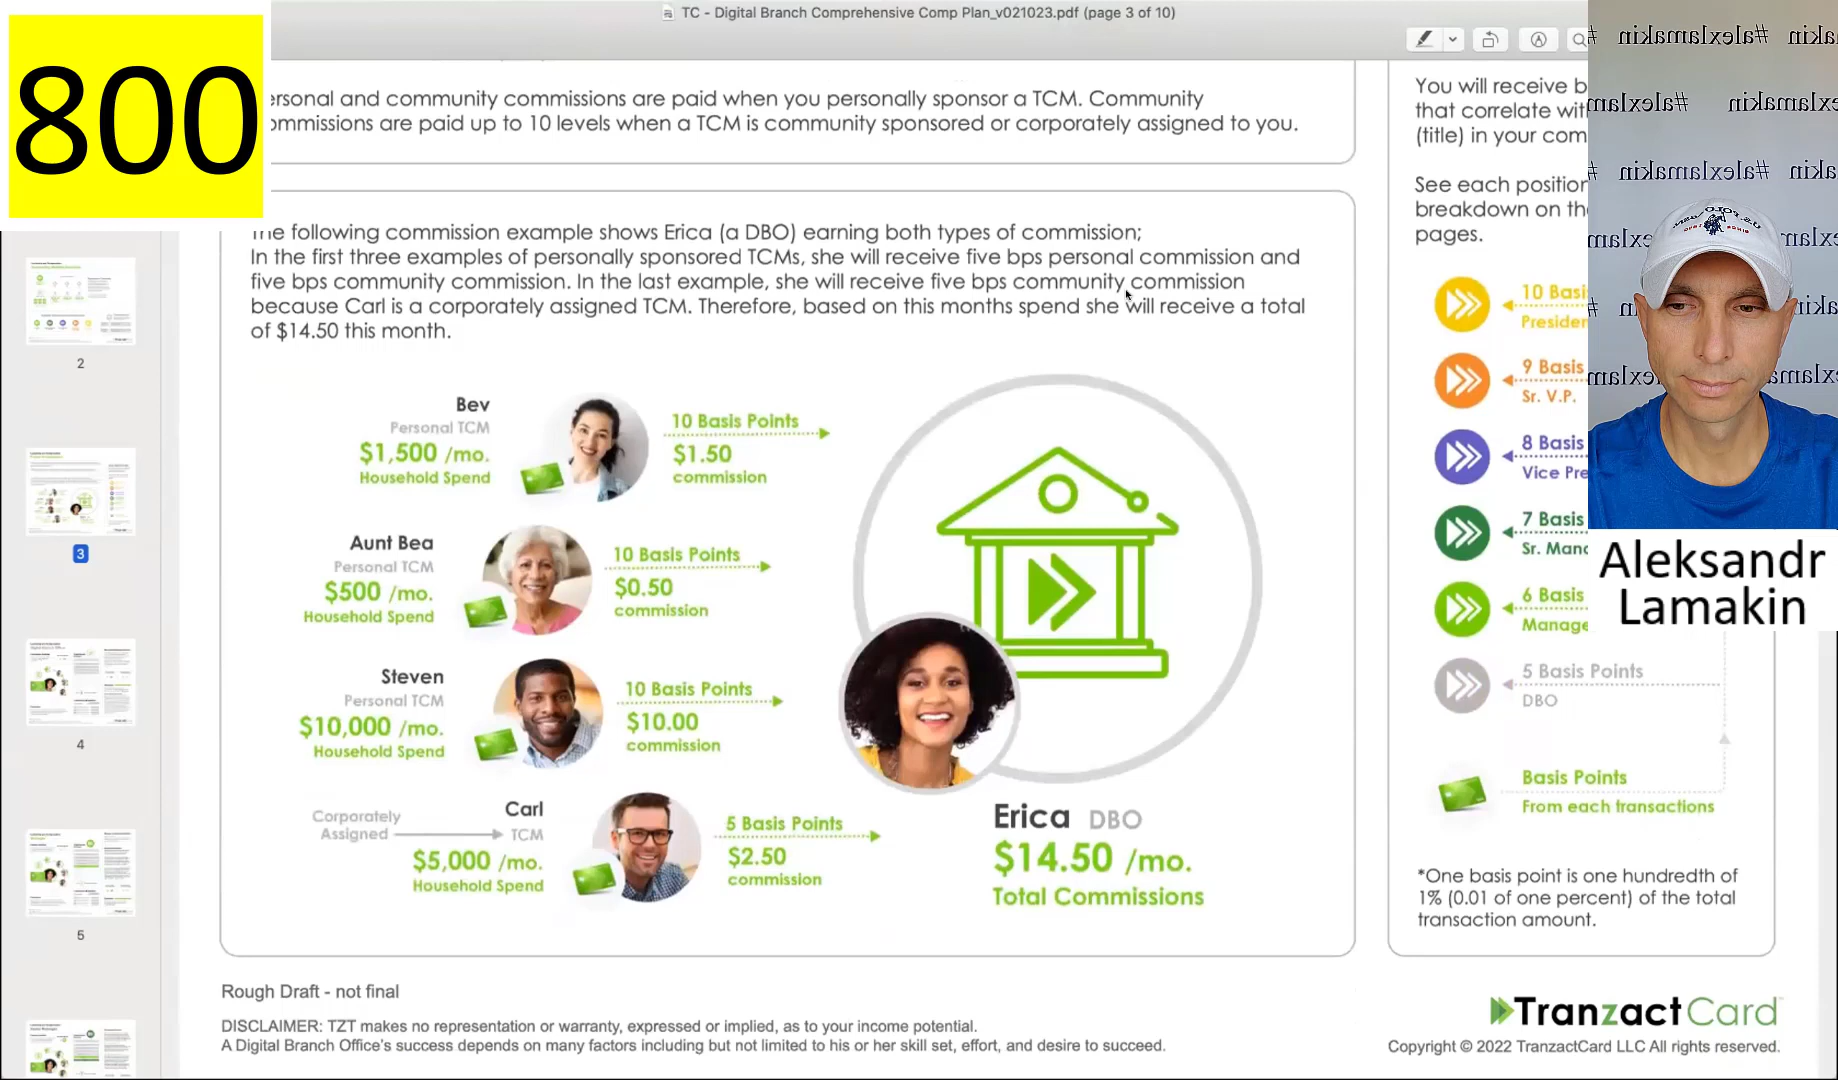 TC - Digital Branch Comprehensive Comp Plan_v021023.pdf (page 3 of 10)
800
ersonal and community commissions are paid when you personally sponsor a TCM. Community
ommissions are paid up to 10 levels when a TCM is community sponsored or corporately assigned to you.
The following commission example shows Erica (a DBO) earning both types of commission;
In the first three examples of personally sponsored TCMs, she will receive five bps personal commission and
five bps community commission. In the last example, she will receive five bps community commission
because Carl is a corporately assigned TCM. Therefore, based on this months spend she will receive a total
of $14.50 this month.
Bev
Personal TCM
$1,500 /mo.
Household Spend
10 Basis Points
$1.50
commission
Aunt Bea
Personal TCM
$500 /mo.
Household Spend
10 Basis Points
$0.50
commission
Steven
Personal TCM
$10,000 /mo.
Household Spend
10 Basis Points
$10.00
commission
Corporately
Assigned
Carl
TCM
$5,000 /mo.
Household Spend
5 Basis Points
$2.50
commission
Erica DBO
$14.50 /mo.
Total Commissions
You will receive b
that correlate with
(title) in your com
See each position
breakdown on the
pages.
10 Basi
Presiden
9 Basis
Sr. V.P.
8 Basis
Vice Pre
7 Basis
Sr. Mana
6 Basis
Manage
5 Basis Points
DBO
Basis Points
From each transactions
*One basis point is one hundredth of
1% (0.01 of one percent) of the total
transaction amount.
#alexlamakin
Aleksandr
Lamakin
2
3
4
5
Rough Draft - not final
DISCLAIMER: TZT makes no representation or warranty, expressed or implied, as to your income potential.
A Digital Branch Office's success depends on many factors including but not limited to his or her skill set, effort, and desire to succeed.
TranzactCard
Copyright © 2022 TranzactCard LLC All rights reserved.